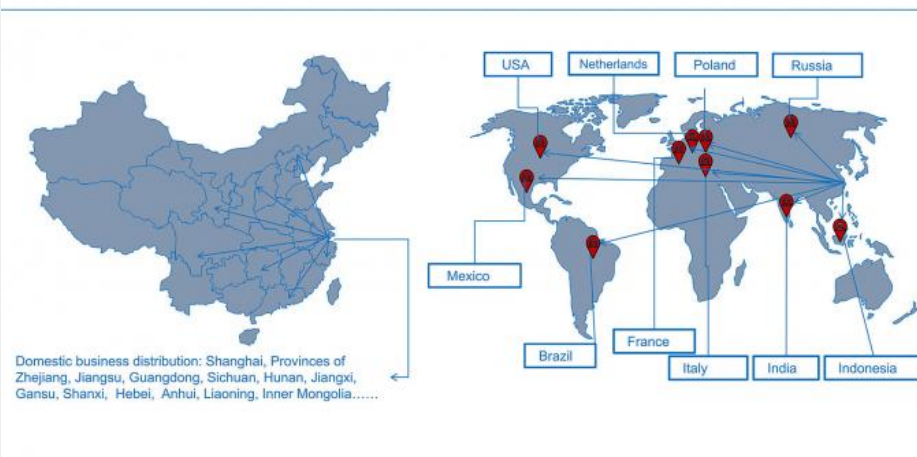 USA
Netherlands
Poland
Russia
Mexico
Brazil
France
Italy
India
Indonesia
Domestic business distribution: Shanghai, Provinces of
Zhejiang, Jiangsu, Guangdong, Sichuan, Hunan, Jiangxi,
Gansu, Shanxi, Hebei, Anhui, Liaoning, Inner Mongolia......